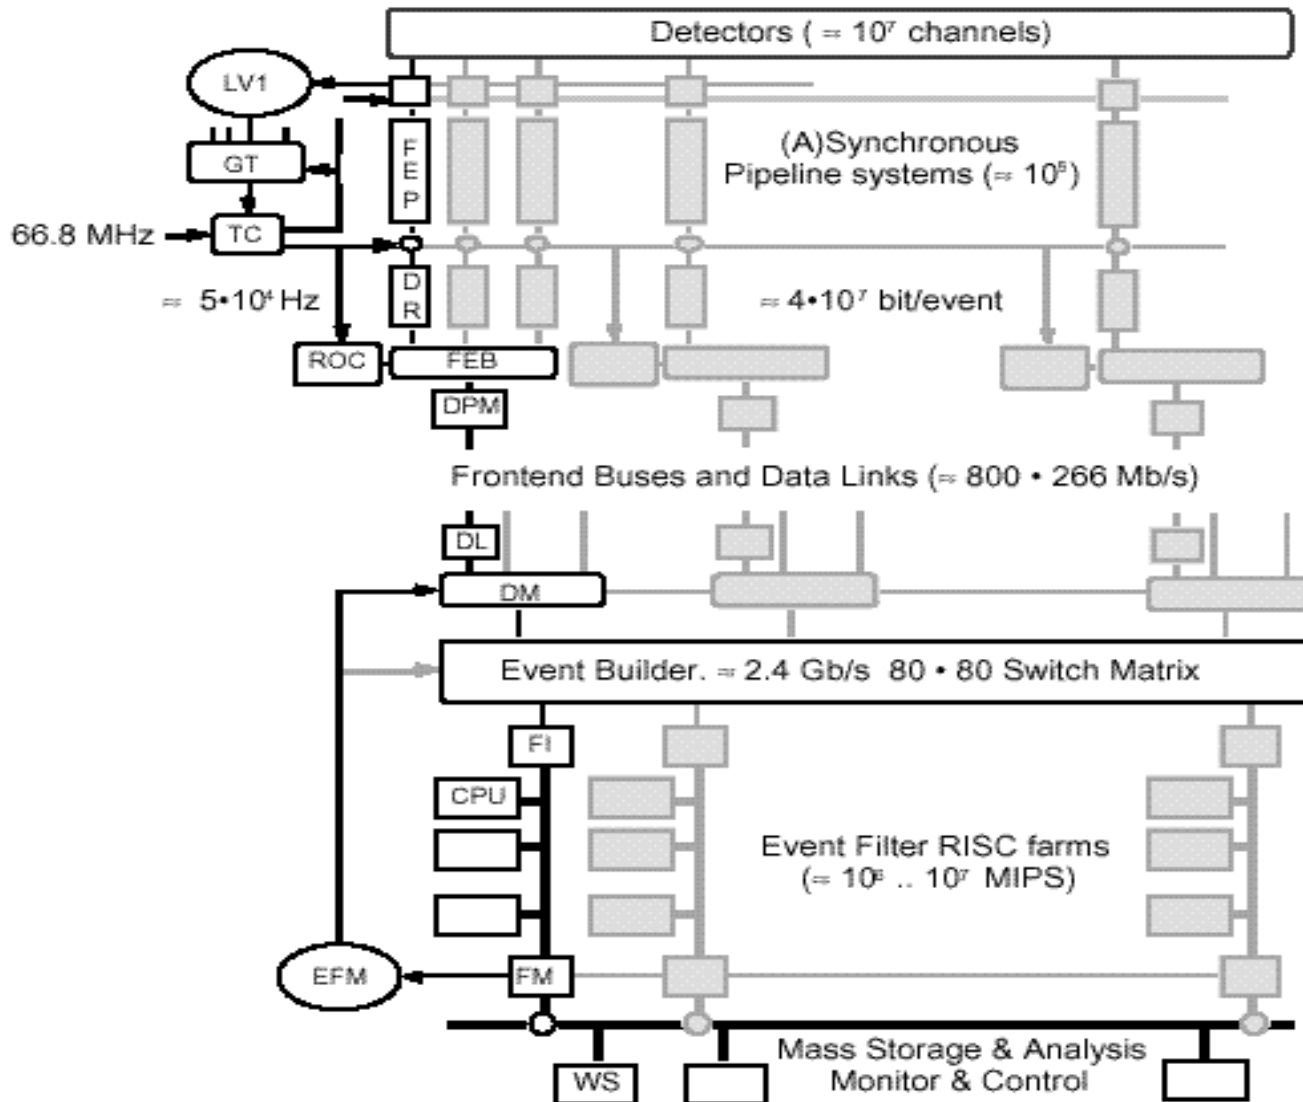 Detectors ( ≈ 10⁷ channels)
LV1
GT
FEP
(A)Synchronous
Pipeline systems (≈ 10⁵)
66.8 MHz
TC
≈ 5•10⁴ Hz
DR
≈ 4•10⁷ bit/event
ROC
FEB
DPM
Frontend Buses and Data Links (≈ 800 • 266 Mb/s)
DL
DM
Event Builder. ≈ 2.4 Gb/s 80 • 80 Switch Matrix
FI
CPU
Event Filter RISC farms
(≈ 10⁶ .. 10⁷ MIPS)
EFM
FM
Mass Storage & Analysis
Monitor & Control
WS